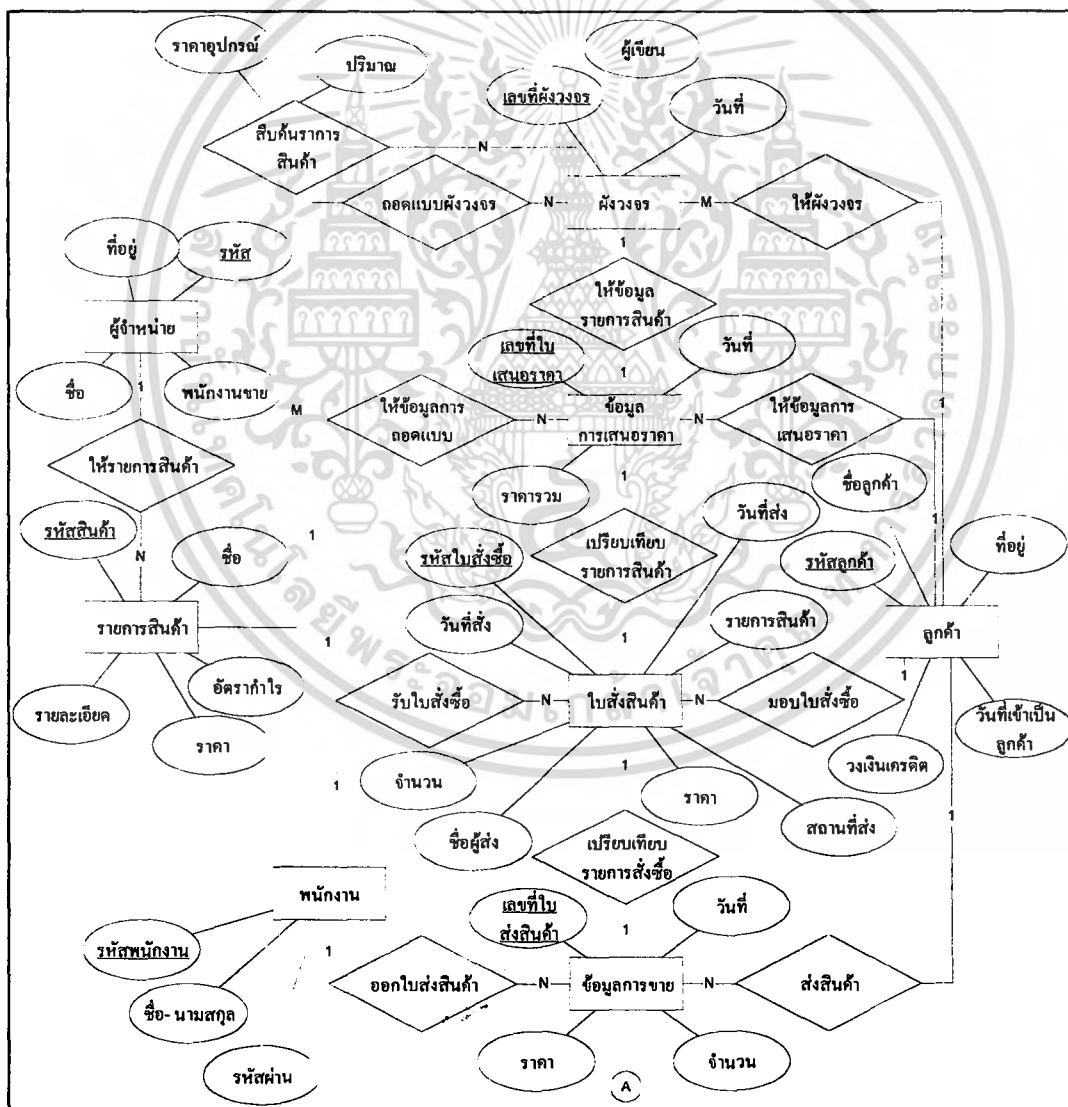 ราคาอุปกรณ์
ปริมาณ
ผู้เขียน
เลขที่ผังวงจร
วันที่
สืบค้นราการ
สินค้า
N
ถอดแบบผังวงจร
N
ผังวงจร
M
ให้ผังวงจร
ที่อยู่
รหัส
1
ให้ข้อมูล
รายการสินค้า
ผู้จำหน่าย
เลขที่ใบ
เสนอราคา
วันที่
ชื่อ
1
พนักงานขาย
1
1
M
ให้ข้อมูลการ
ถอดแบบ
N
ข้อมูล
การเสนอราคา
N
ให้ข้อมูลการ
เสนอราคา
ให้รายการสินค้า
1
ราคารวม
ชื่อลูกค้า
วันที่ส่ง
รหัสสินค้า
N
ชื่อ
1
รหัสใบสั่งซื้อ
เปรียบเทียบ
รายการสินค้า
1
รหัสลูกค้า
ที่อยู่
รายการสินค้า
1
วันที่สั่ง
1
รายการสินค้า
ลูกค้า
รายละเอียด
อัตรากำไร
รับใบสั่งซื้อ
N
ใบสั่งสินค้า
N
มอบใบสั่งซื้อ
1
ราคา
วงเงินเครดิต
วันที่เข้าเป็น
ลูกค้า
1
จำนวน
1
ราคา
ชื่อผู้ส่ง
สถานที่ส่ง
1
เปรียบเทียบ
รายการสั่งซื้อ
พนักงาน
เลขที่ใบ
ส่งสินค้า
1
วันที่
รหัสพนักงาน
1
ออกใบส่งสินค้า
N
ข้อมูลการขาย
N
ส่งสินค้า
ชื่อ- นามสกุล
ราคา
จำนวน
รหัสผ่าน
A